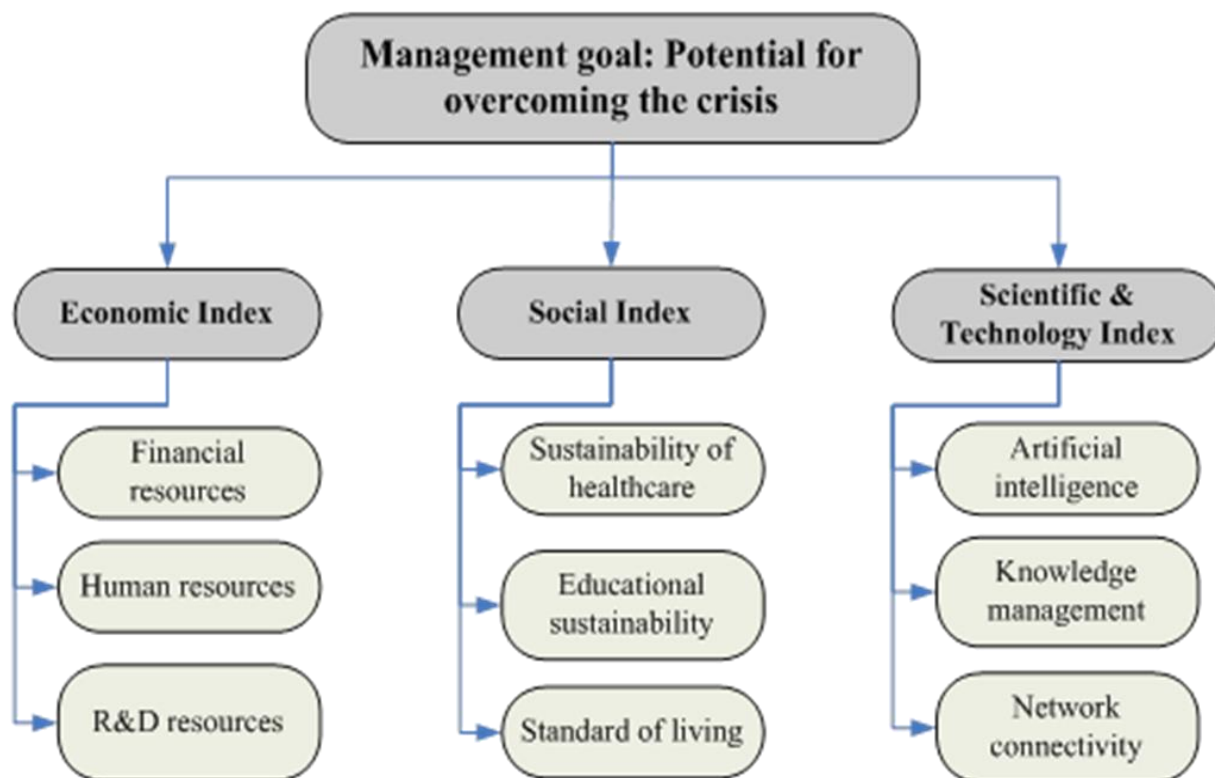 Management goal: Potential for
overcoming the crisis
Economic Index
Social Index
Scientific &
Technology Index
Financial
resources
Human resources
R&D resources
Sustainability of
healthcare
Educational
sustainability
Standard of living
Artificial
intelligence
Knowledge
management
Network
connectivity